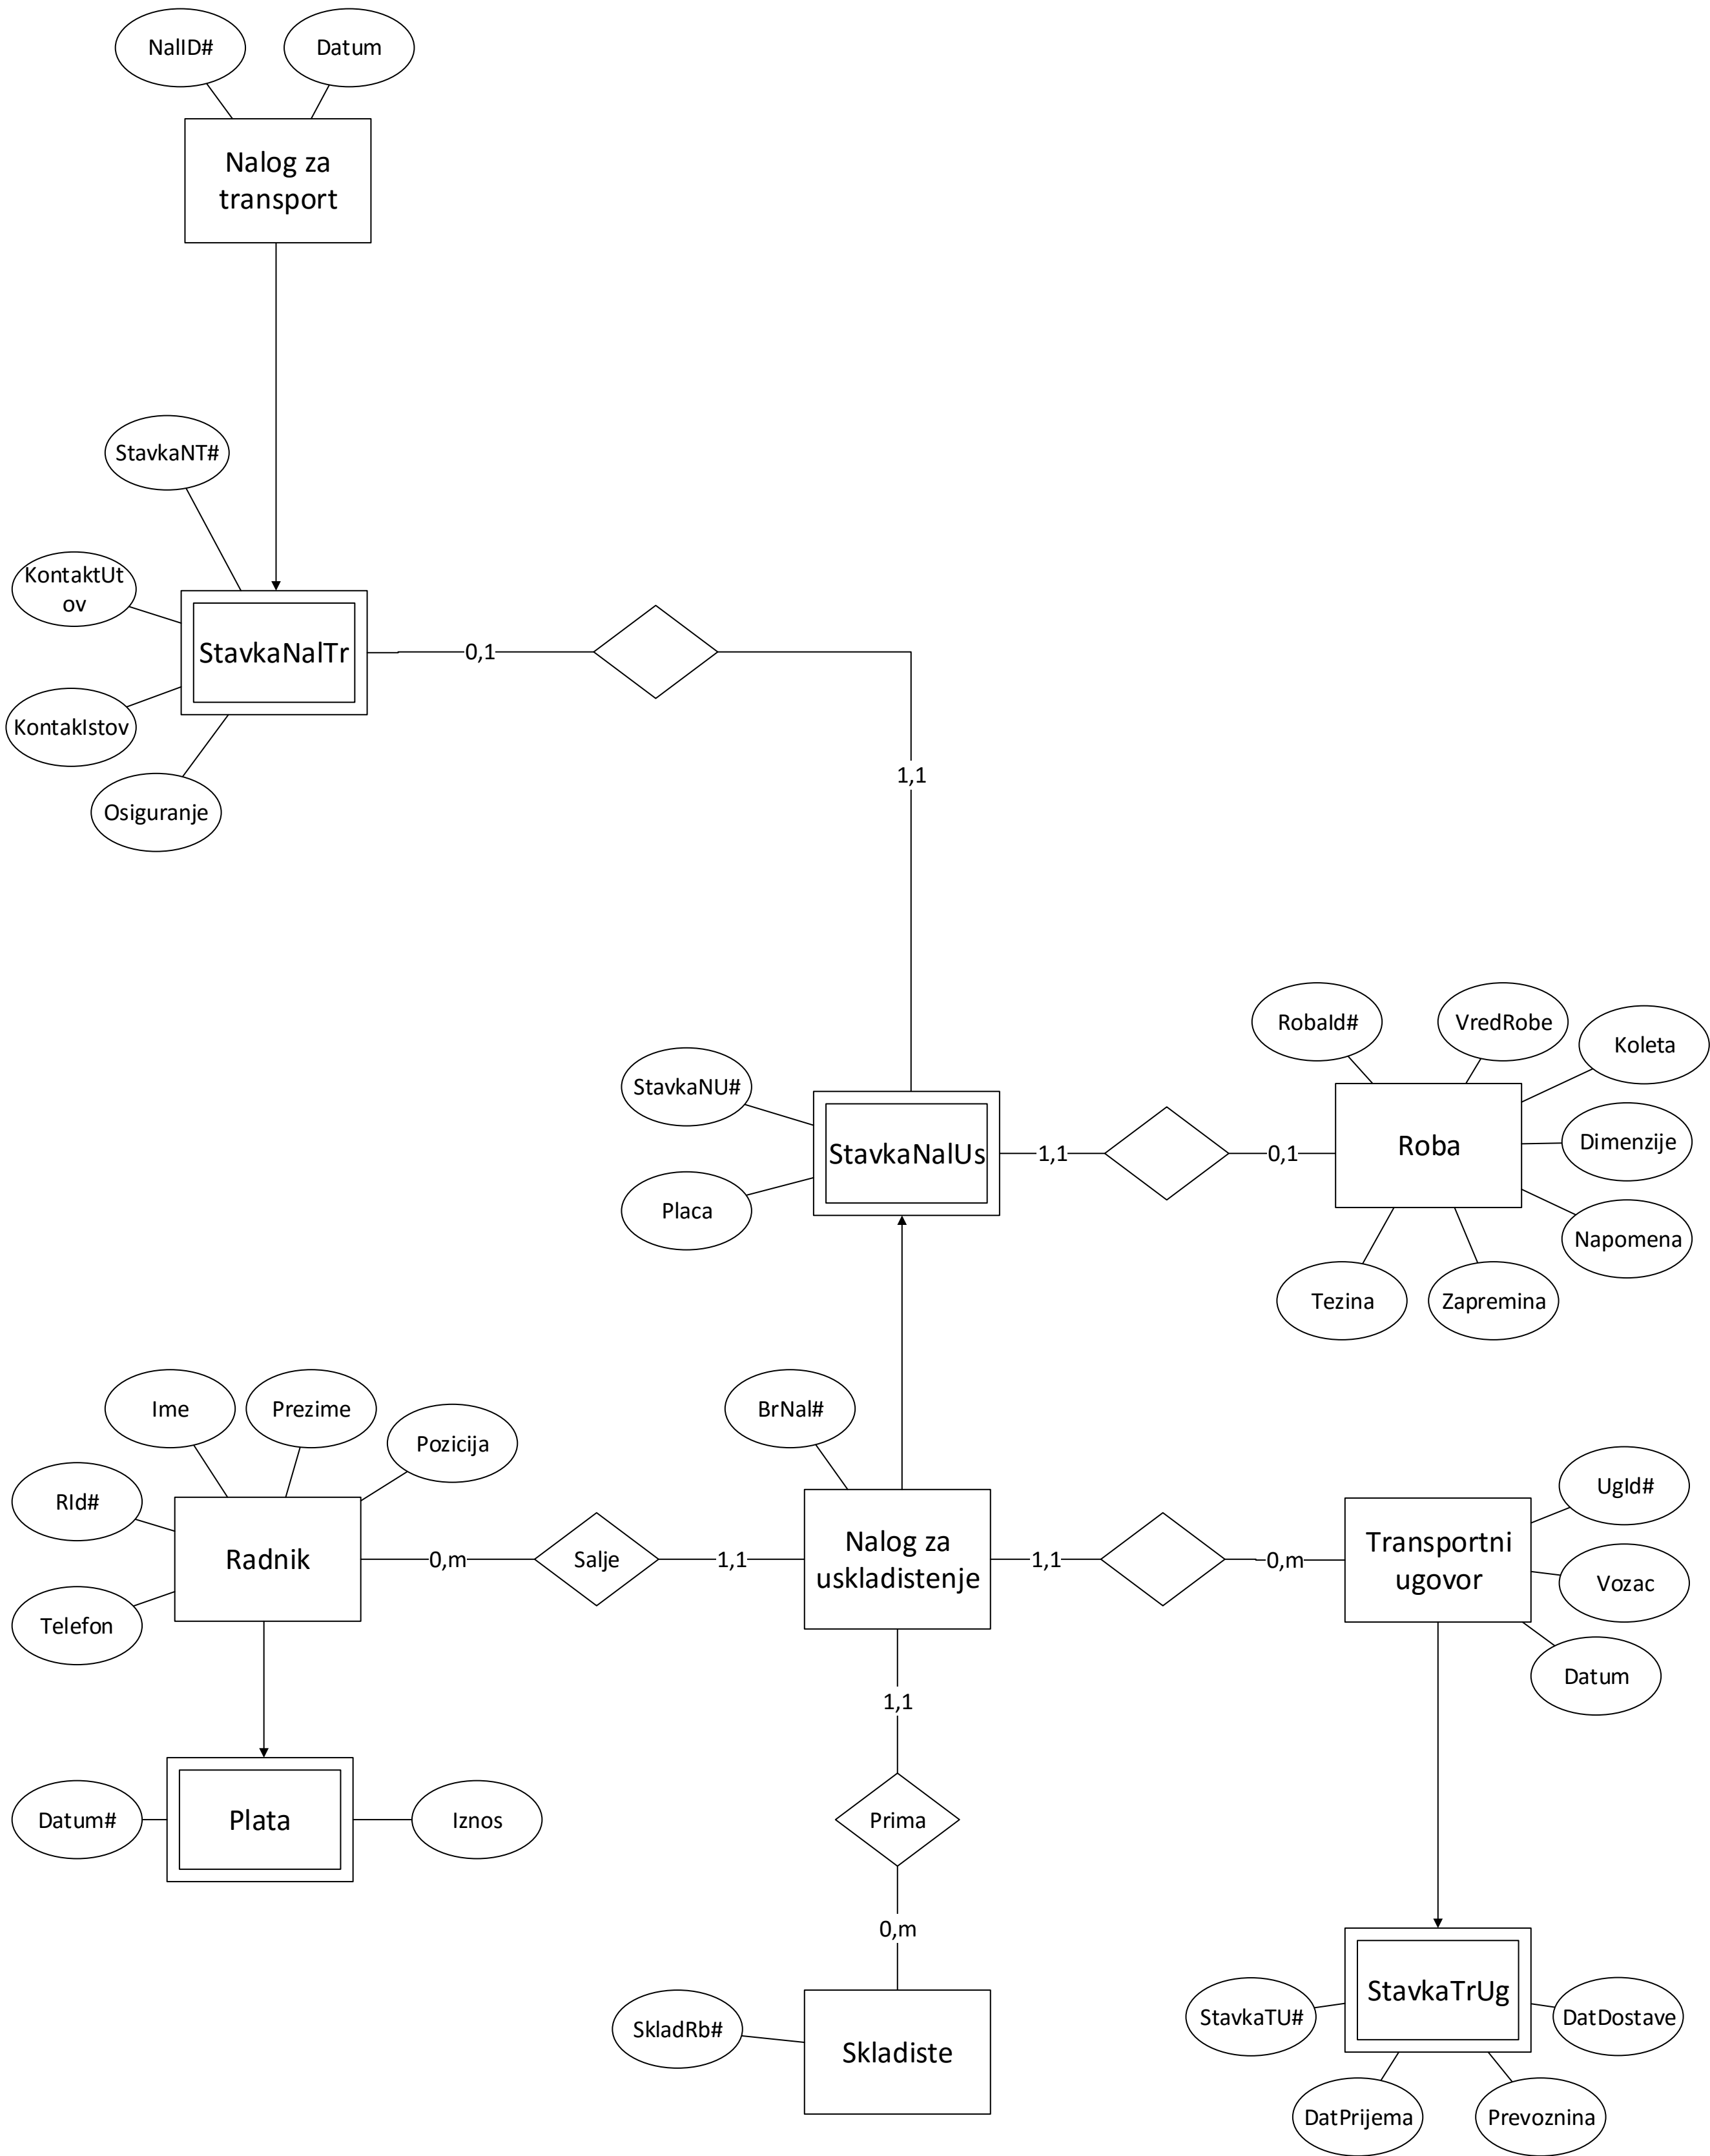 NalID#
Datum
Nalog za
transport
StavkaNT#
KontaktUt
ov
StavkaNalTr
0,1
KontakIstov
Osiguranje
1,1
RobaId#
VredRobe
Koleta
StavkaNU#
StavkaNalUs
1,1
0,1
Roba
Dimenzije
Placa
Napomena
Tezina
Zapremina
Ime
Prezime
Pozicija
BrNal#
RId#
UgId#
Radnik
0,m
Salje
1,1
Nalog za
uskladistenje
1,1
0,m
Transportni
ugovor
Vozac
Telefon
Datum
1,1
Datum#
Plata
Iznos
Prima
0,m
SkladRb#
Skladiste
StavkaTU#
StavkaTrUg
DatDostave
DatPrijema
Prevoznina